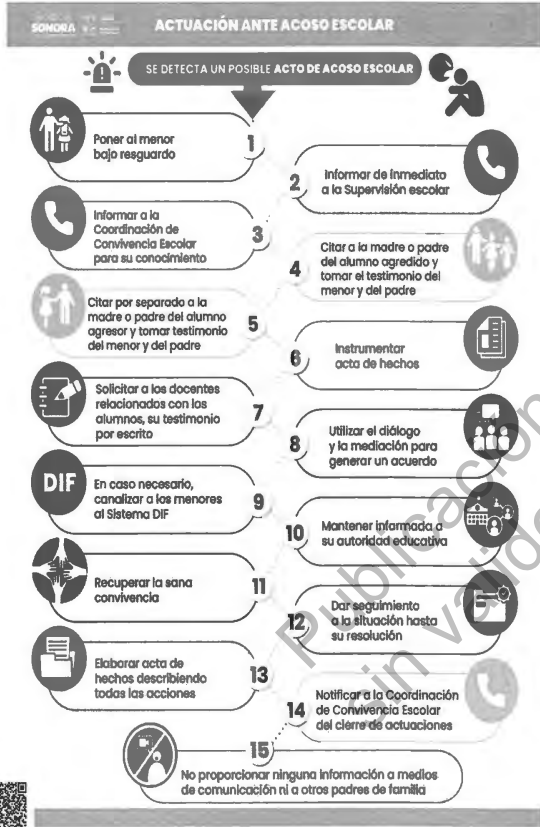 SONORA
ACTUACIÓN ANTE ACOSO ESCOLAR
SE DETECTA UN POSIBLE ACTO DE ACOSO ESCOLAR
1
Poner al menor
bajo resguardo
2
Informar de inmediato
a la Supervisión escolar
3
Informar a la
Coordinación de
Convivencia Escolar
para su conocimiento
4
Citar a la madre o padre
del alumno agredido y
tomar el testimonio del
menor y del padre
5
Citar por separado a la
madre o padre del alumno
agresor y tomar testimonio
del menor y del padre
6
Instrumentar
acta de hechos
7
Solicitar a los docentes
relacionados con los
alumnos, su testimonio
por escrito
8
Utilizar el diálogo
y la mediación para
generar un acuerdo
DIF
9
En caso necesario,
canalizar a los menores
al Sistema DIF
10
Mantener informada a
su autoridad educativa
11
Recuperar la sana
convivencia
12
Dar seguimiento
a la situación hasta
su resolución
13
Elaborar acta de
hechos describiendo
todas las acciones
14
Notificar a la Coordinación
de Convivencia Escolar
del cierre de actuaciones
15
No proporcionar ninguna información a medios
de comunicación ni a otros padres de familia
Publicación
sin